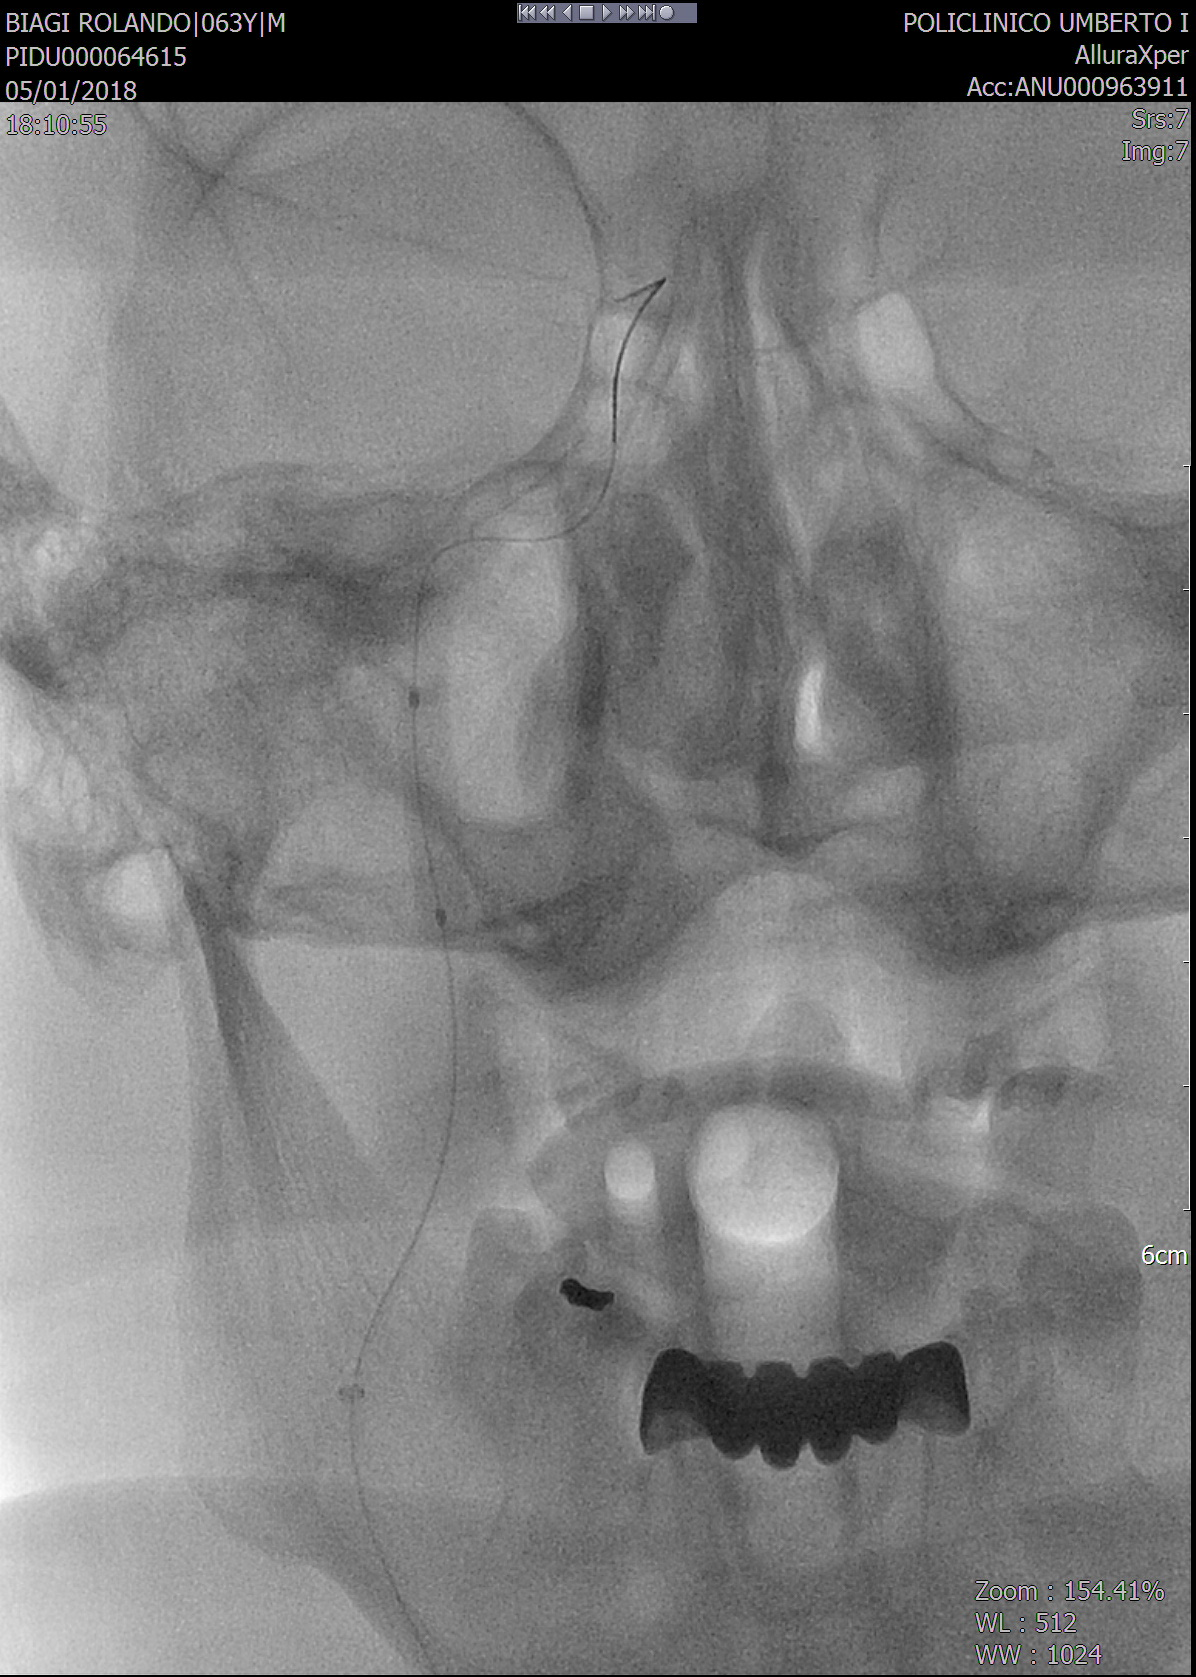 BIAGI ROLANDO|063Y|M
PIDU000064615
05/01/2018
18:10:55
POLICLINICO UMBERTO I
AlluraXper
Acc:ANU000963911
Srs:7
Img:7
6cm
Zoom : 154.41%
WL : 512
WW : 1024